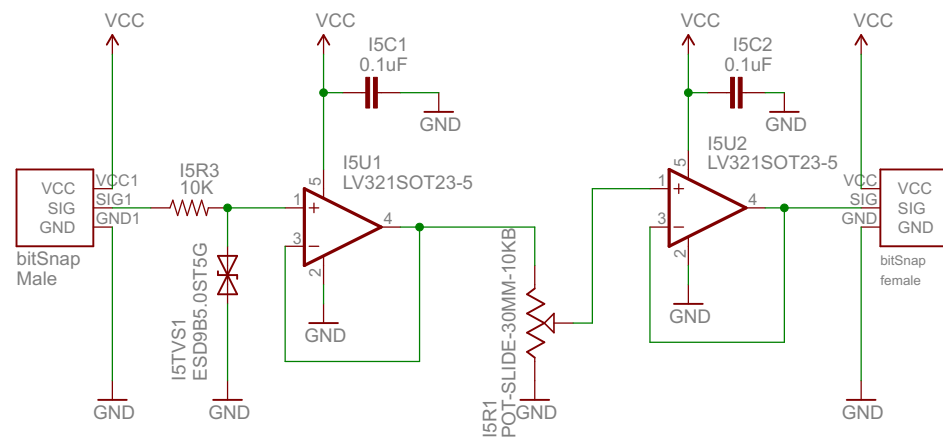 VCC
VCC
VCC
VCC
I5C1
0.1uF
GND
I5C2
0.1uF
GND
I5U1
LV321SOT23-5
I5U2
LV321SOT23-5
VCC
SIG
GND
VCC1
SIG1
GND1
bitSnap
Male
I5R3
10K
5
1
+
3
−
4
2
GND
5
1
+
3
−
4
2
GND
VCC
SIG
GND
VCC
SIG
GND
bitSnap
female
I5TVS1
ESD9B5.0ST5G
I5R1
POT-SLIDE-30MM-10KB
GND
GND
GND
GND